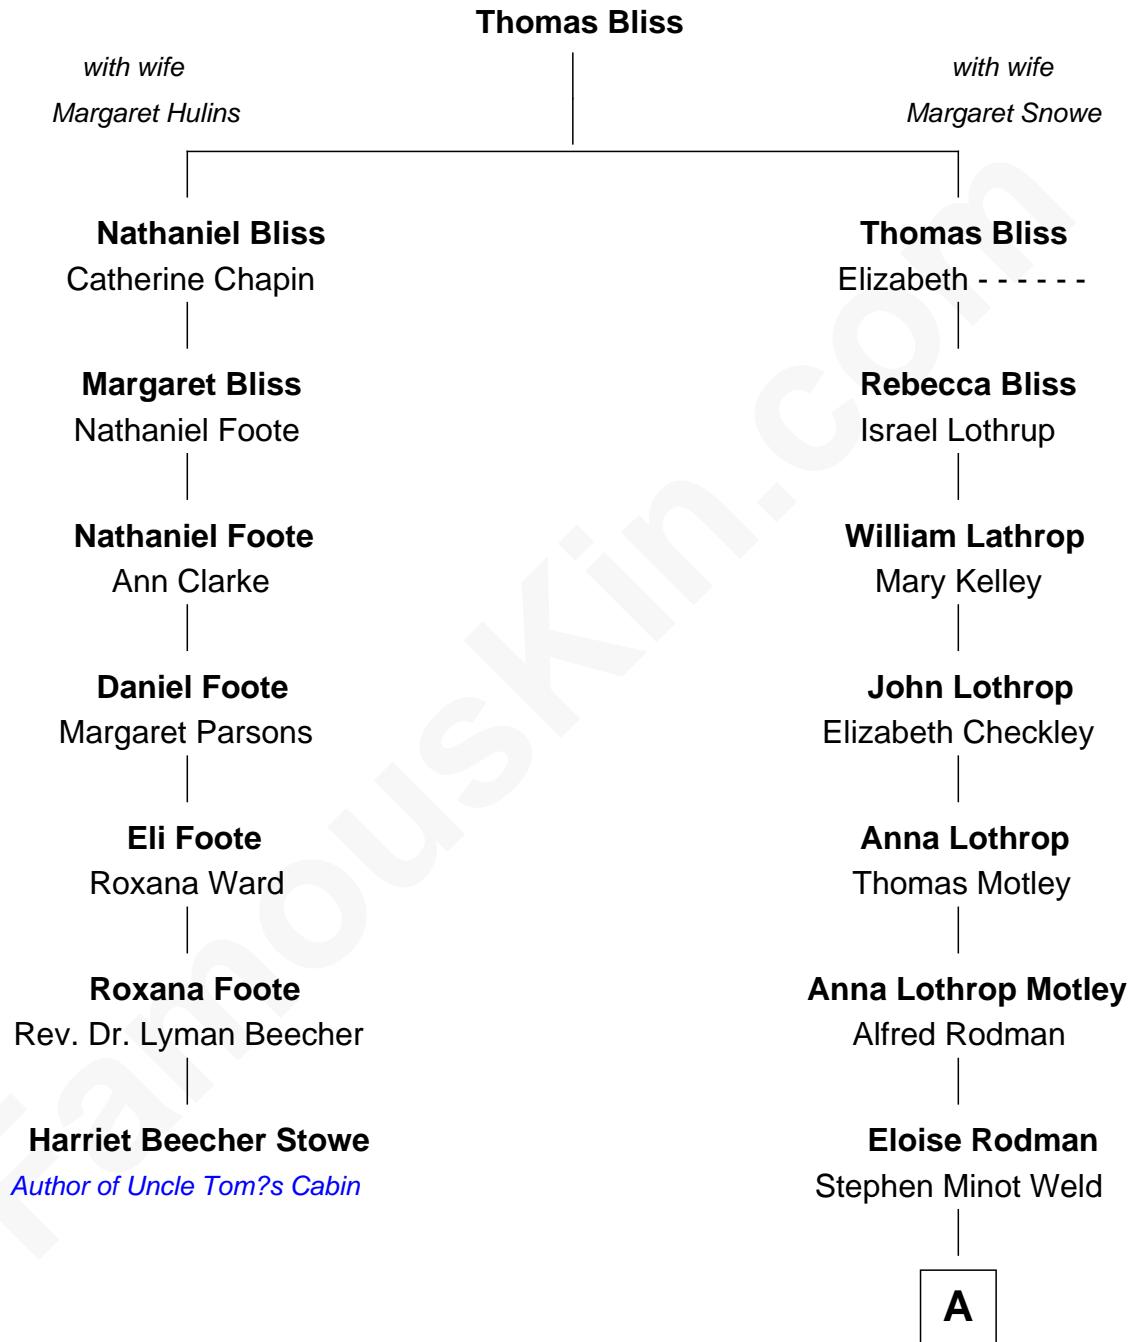 Thomas Bliss
with wife
Margaret Hulins
with wife
Margaret Snowe
Nathaniel Bliss
Catherine Chapin
Thomas Bliss
Elizabeth - - - - - -
Margaret Bliss
Nathaniel Foote
Rebecca Bliss
Israel Lothrup
Nathaniel Foote
Ann Clarke
William Lathrop
Mary Kelley
Daniel Foote
Margaret Parsons
John Lothrop
Elizabeth Checkley
Eli Foote
Roxana Ward
Anna Lothrop
Thomas Motley
Roxana Foote
Rev. Dr. Lyman Beecher
Anna Lothrop Motley
Alfred Rodman
Harriet Beecher Stowe
Author of Uncle Tom?s Cabin
Eloise Rodman
Stephen Minot Weld
A
FamousKin.com